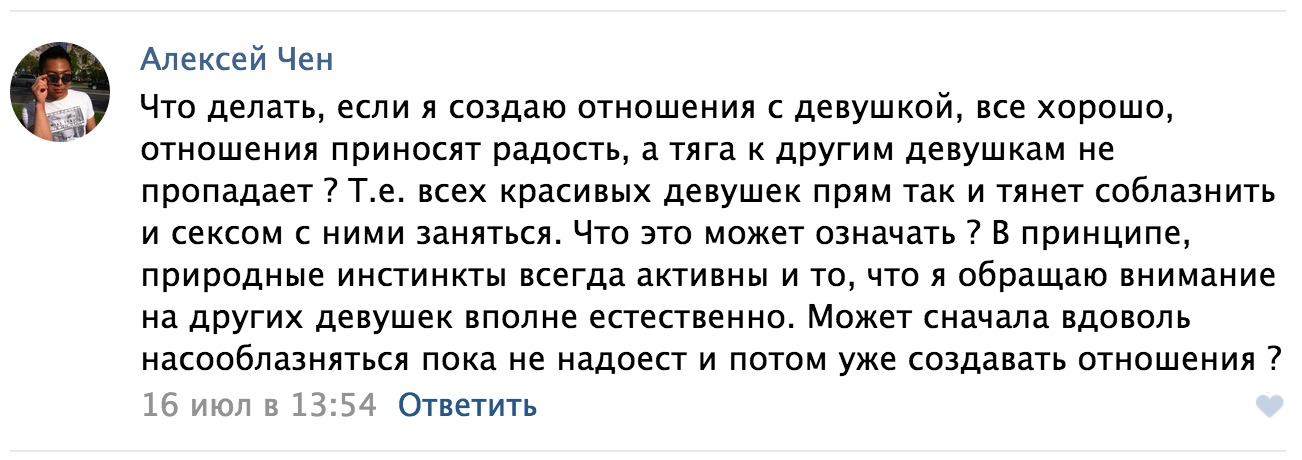 Алексей Чен
Что делать, если я создаю отношения с девушкой, все хорошо,
отношения приносят радость, а тяга к другим девушкам не
пропадает ? Т.е. всех красивых девушек прям так и тянет соблазнить
и сексом с ними заняться. Что это может означать ? В принципе,
природные инстинкты всегда активны и то, что я обращаю внимание
на других девушек вполне естественно. Может сначала вдоволь
насооблазняться пока не надоест и потом уже создавать отношения ?
16 июл в 13:54 Ответить